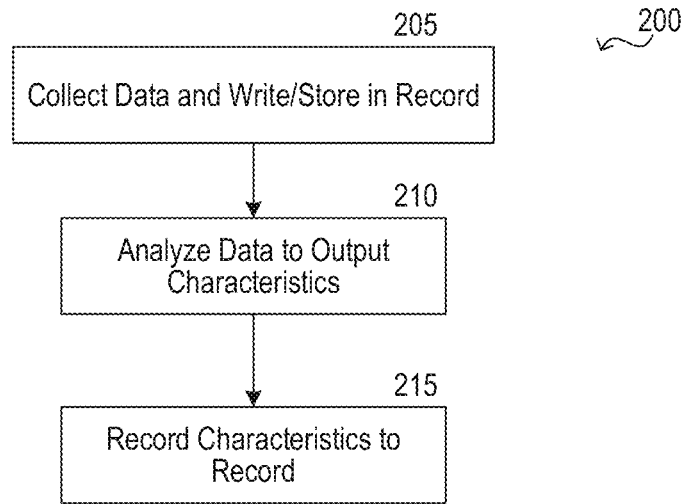 205
200
Collect Data and Write/Store in Record
210
Analyze Data to Output
Characteristics
215
Record Characteristics to
Record